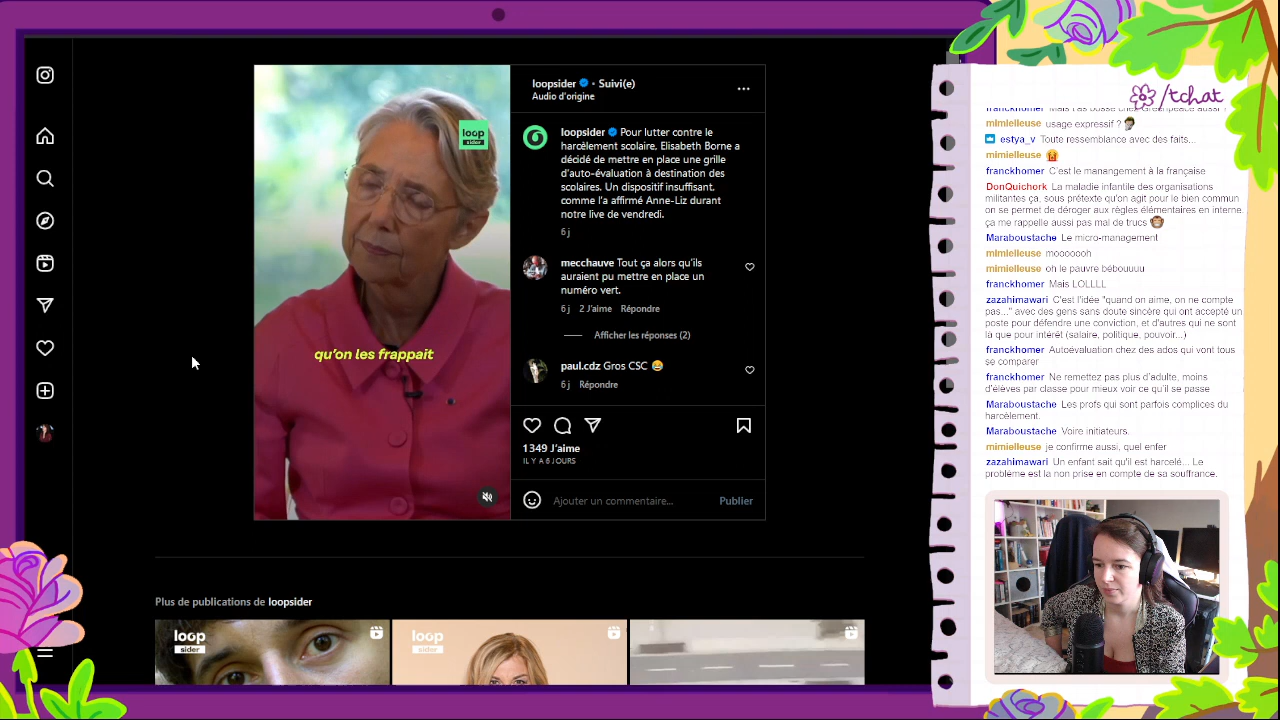 loop
sider
qu'on les frappait
loopsider • Suivi(e)
Audio d'origine
loopsider Pour lutter contre le
harcèlement scolaire, Elisabeth Borne a
décidé de mettre en place une grille
d'auto-évaluation à destination des
scolaires. Un dispositif insuffisant,
comme l'a affirmé Anne-Liz durant
notre live de vendredi.
6 j
mecchauve Tout ça alors qu'ils
auraient pu mettre en place un
numéro vert.
6 j 2 J'aime Répondre
Afficher les réponses (2)
paul.cdz Gros CSC
6 j Répondre
1349 J'aime
IL Y A 6 JOURS
Ajouter un commentaire... Publier
Plus de publications de loopsider
loop
sider
loop
sider
/tchat
mimielleuse usage expressif ?
estya_v Toute ressemblance avec des faits...
mimielleuse
franckhomer C'est le manangement à la française
DonQuichork La maladie infantile des organisations
militantes ça, sous prétexte qu'on agit pour le bien commun
on se permet de déroger aux règles élémentaires en interne,
ça me rappelle aussi pas mal de trucs
Maraboustache Le micro-management
mimielleuse mooooooh
mimielleuse oh le pauvre bébouuuu
franckhomer Mais LOLLLL
zazahimawari C'est l'idée "quand on aime, on ne compte
pas..." avec des gens sans doute sincère qui ont accepté un
poste pour défendre une conviction, et d'autres qui ne sont
là que pour intérêt (salaire, politique, pouvoir...)
franckhomer Autoévaluation chez des ados qui vont tous
se comparer
franckhomer Ne remettez pas plus d'adulte, moins
d'élèves par classe pour mieux voir ce qu'il se passe
Maraboustache Les profs qui sont parfois complices du
harcèlement.
Maraboustache Voire initiateurs.
mimielleuse je confirme aussi, quel enfer
zazahimawari Un enfant sait qu'il est harcelé... Le
problème est la non prise en compte de sa souffrance.